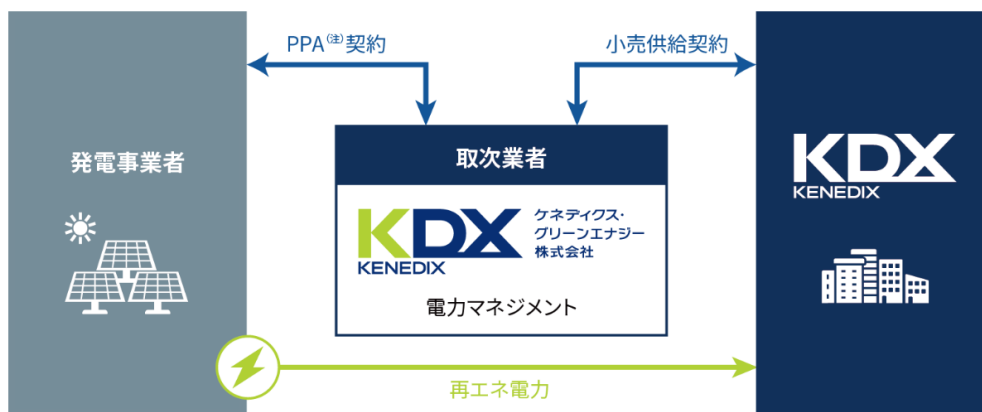 PPA(注)契約
小売供給契約
発電事業者
取次業者
KDX
KENEDIX
ケネディクス・
グリーンエナジー
株式会社
電力マネジメント
KDX
KENEDIX
再エネ電力